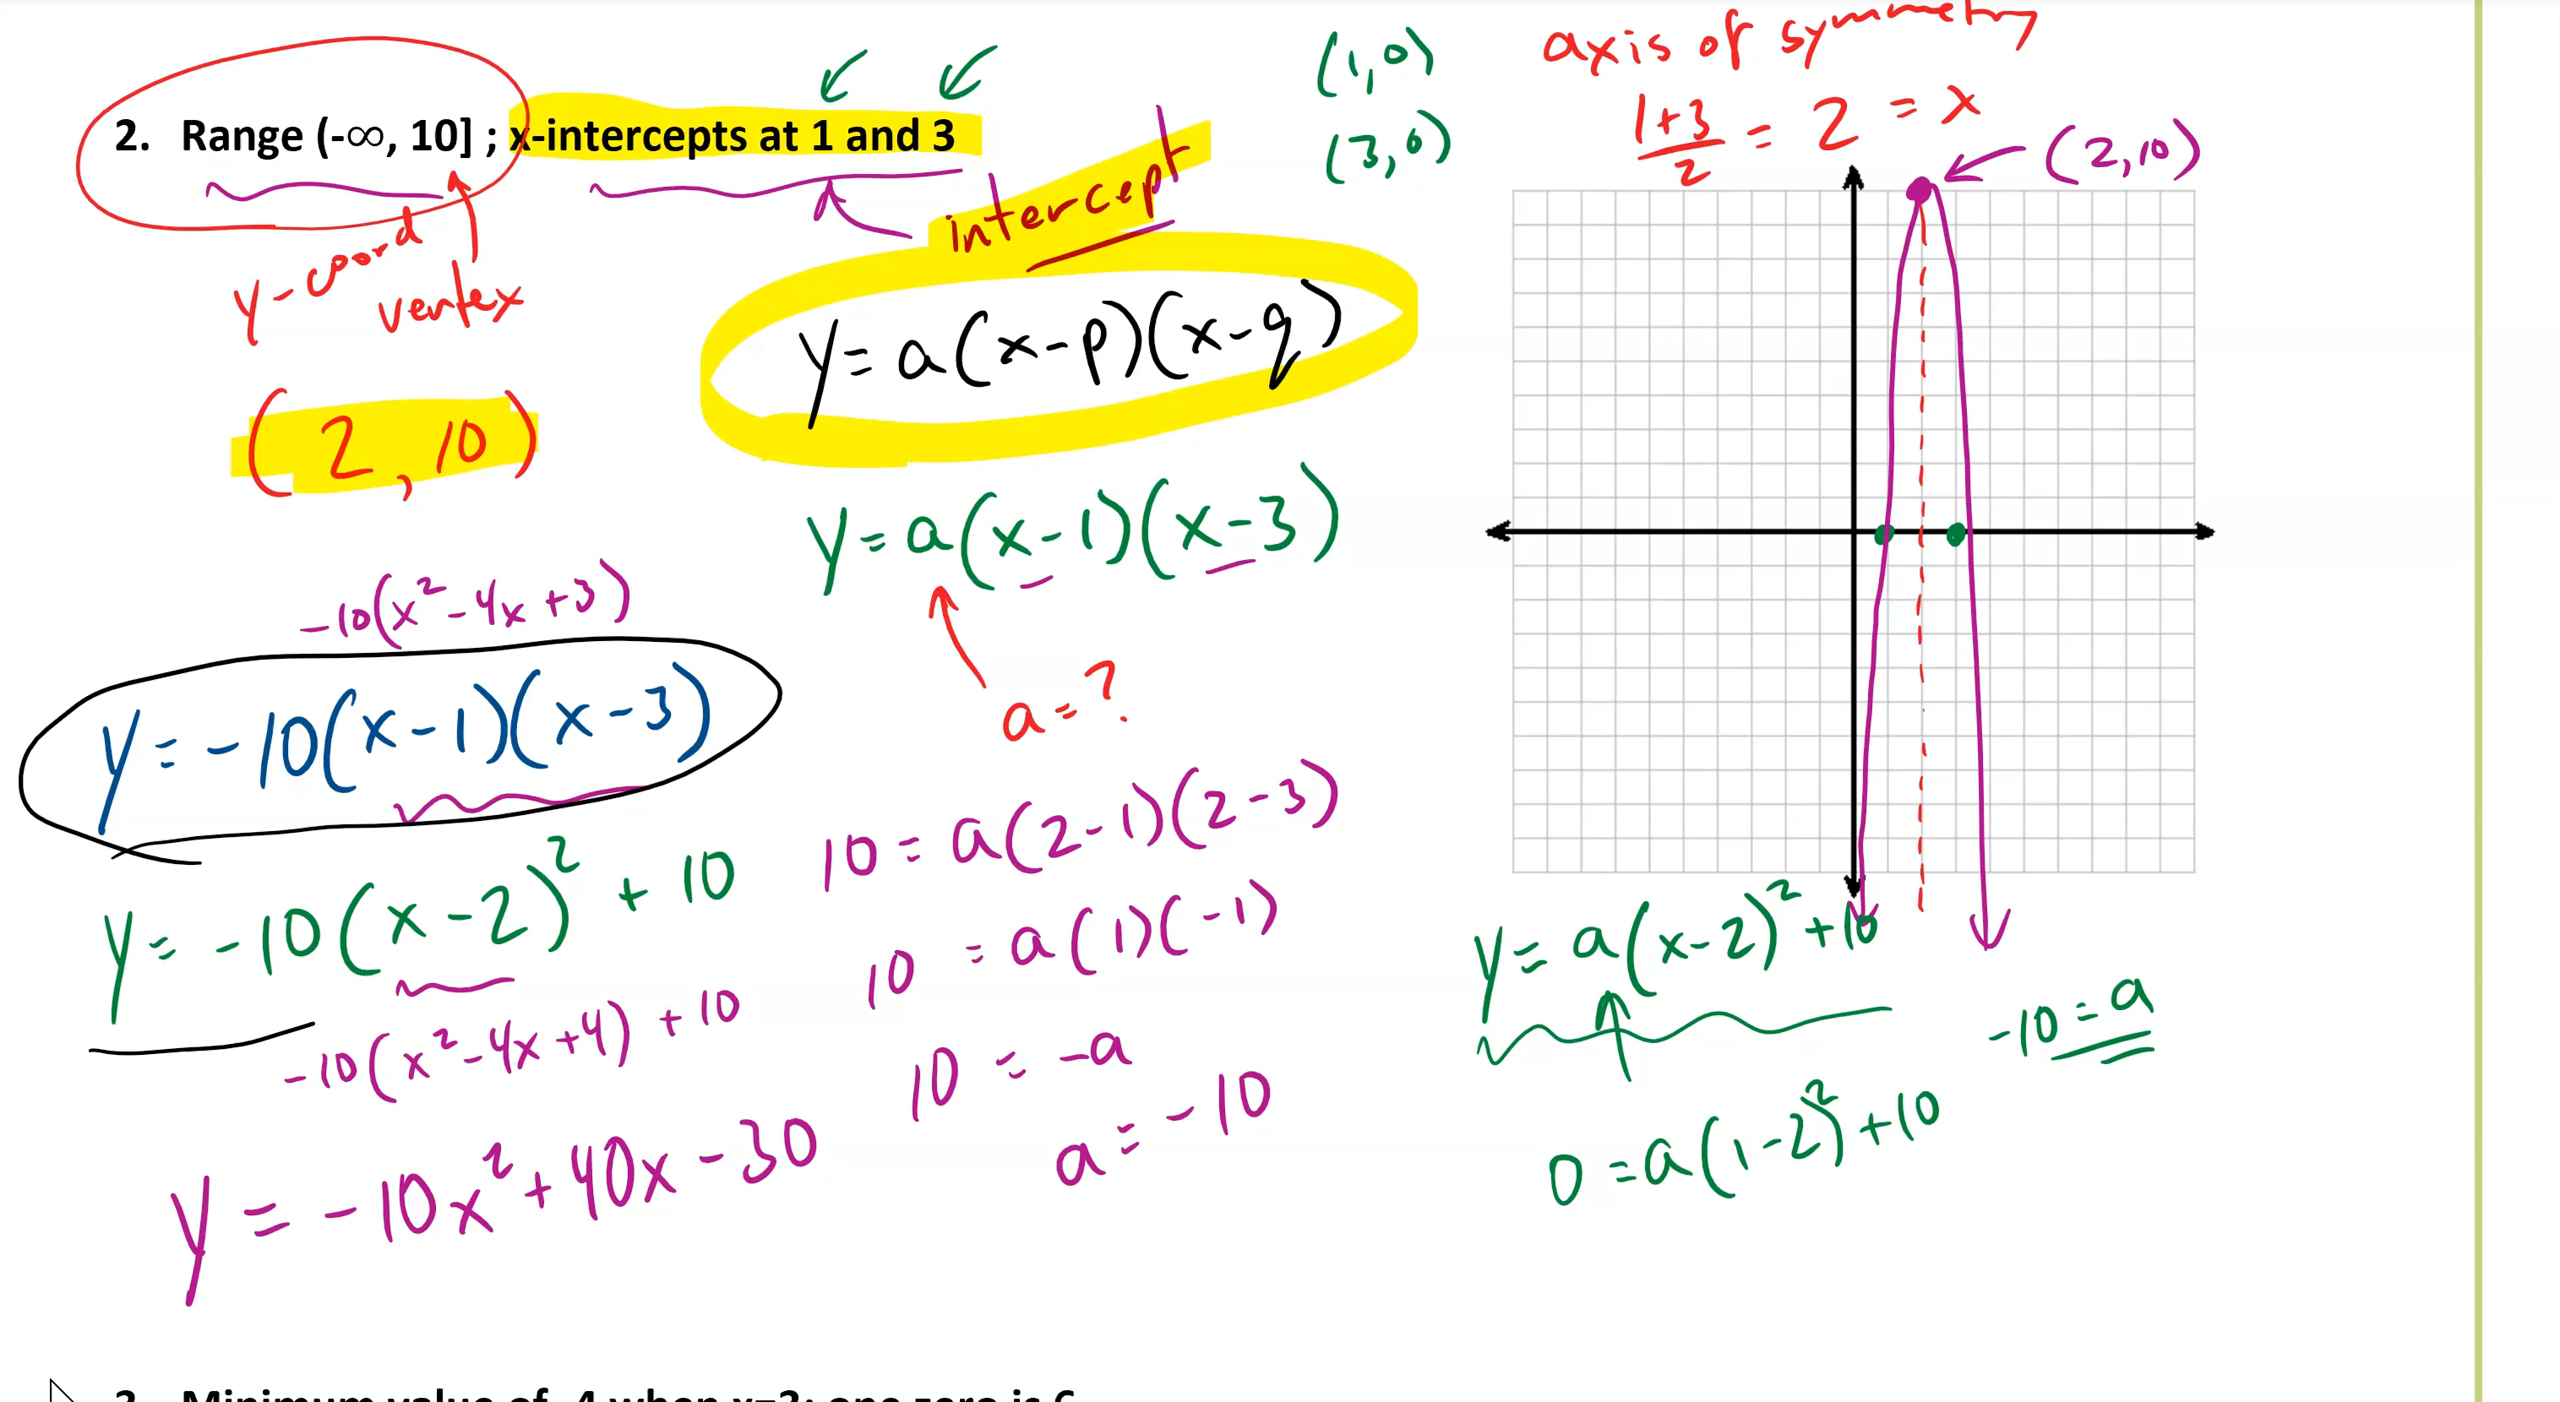 axis of symmetry
(1,0)
(3,0)
1+3/2 = 2 = x
(2,10)
2. Range (-∞, 10] ; x-intercepts at 1 and 3
intercept
y-coord
vertex
y = a(x-p)(x-q)
(2, 10)
y = a(x-1)(x-3)
a = ?
-10(x²-4x+3)
y = -10(x-1)(x-3)
10 = a(2-1)(2-3)
y = -10(x-2)² + 10
10 = a(1)(-1)
-10(x²-4x+4) + 10
10 = -a
a = -10
y = -10x² + 40x - 30
y = a(x-2)² + 10
-10 = a
0 = a(1-2)² + 10